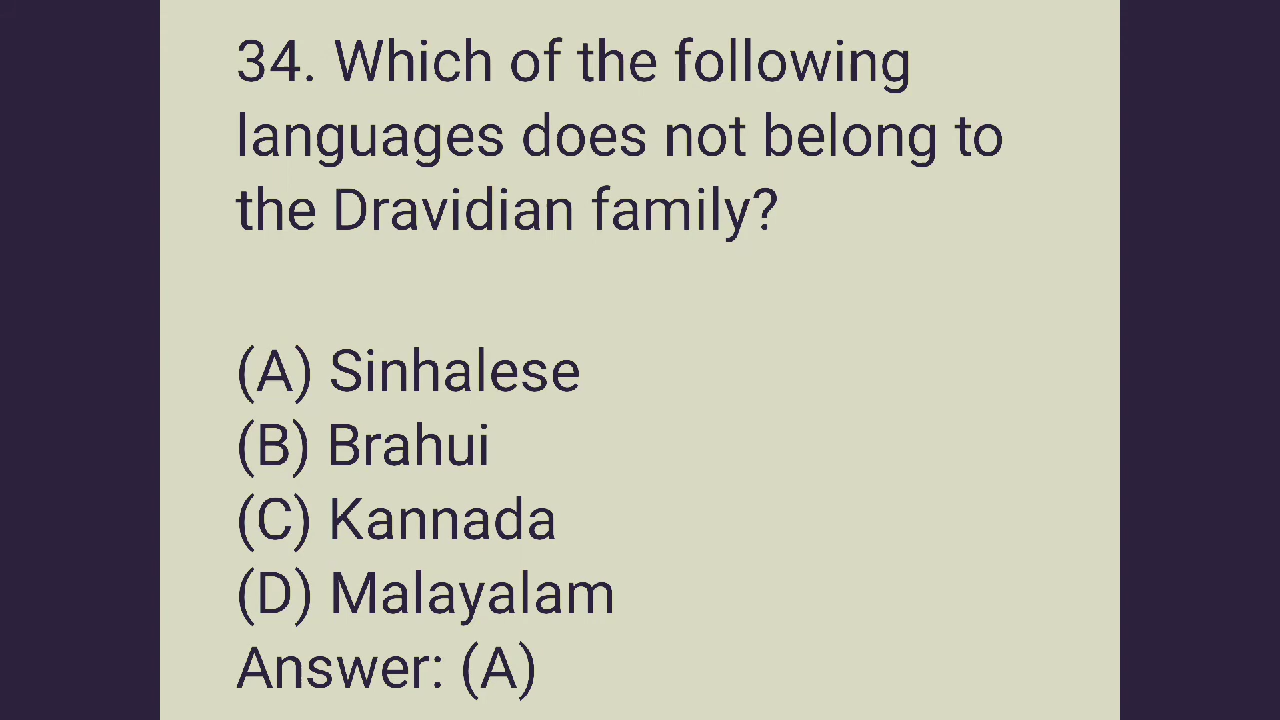 34. Which of the following
languages does not belong to
the Dravidian family?
(A) Sinhalese
(B) Brahui
(C) Kannada
(D) Malayalam
Answer: (A)